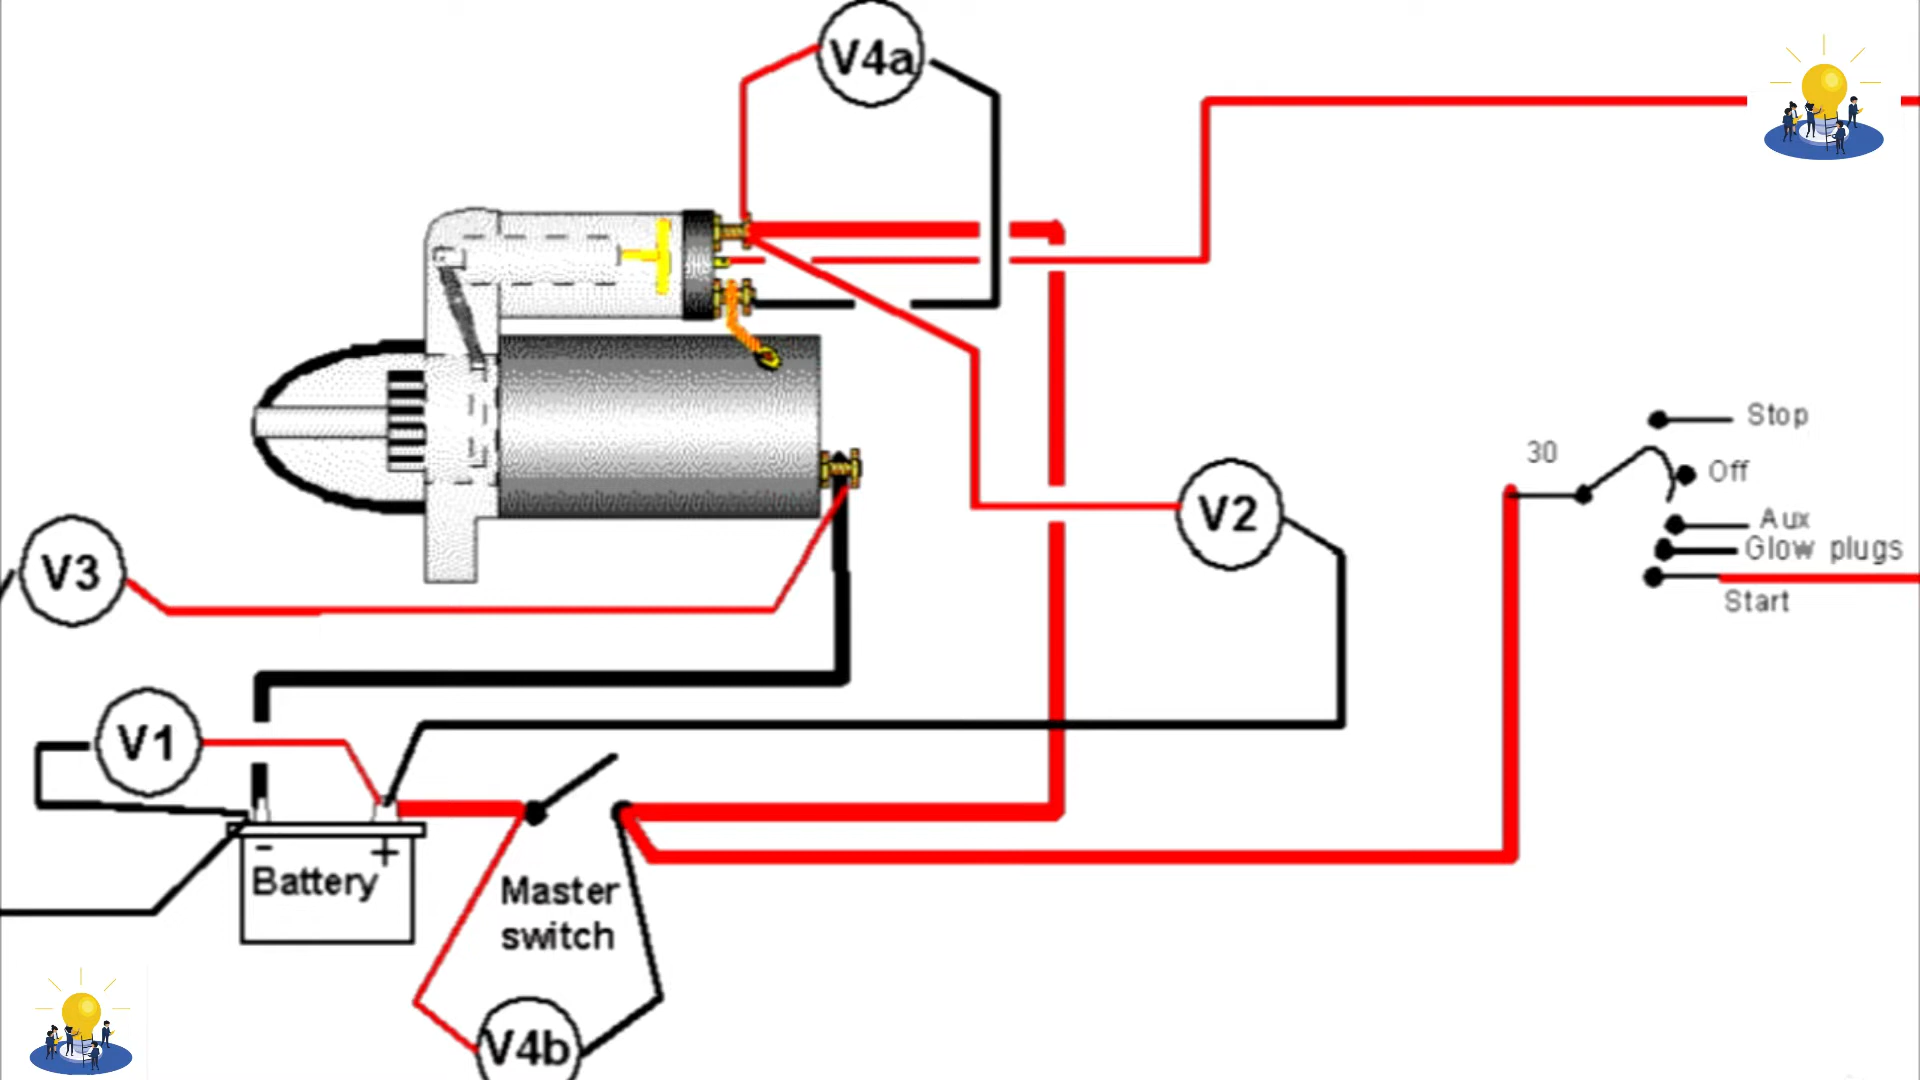 V4a
Stop
30
Off
V2
Aux
Glow plugs
V3
Start
V1
- +
Battery
Master
switch
V4b